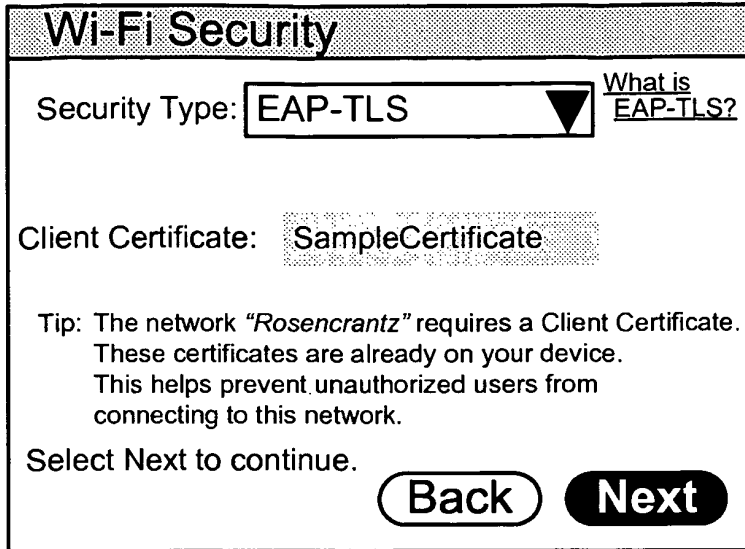 Wi-Fi Security
Security Type: EAP-TLS
What is
EAP-TLS?
Client Certificate: SampleCertificate
Tip: The network "Rosencrantz" requires a Client Certificate.
These certificates are already on your device.
This helps prevent unauthorized users from
connecting to this network.
Select Next to continue.
Back Next